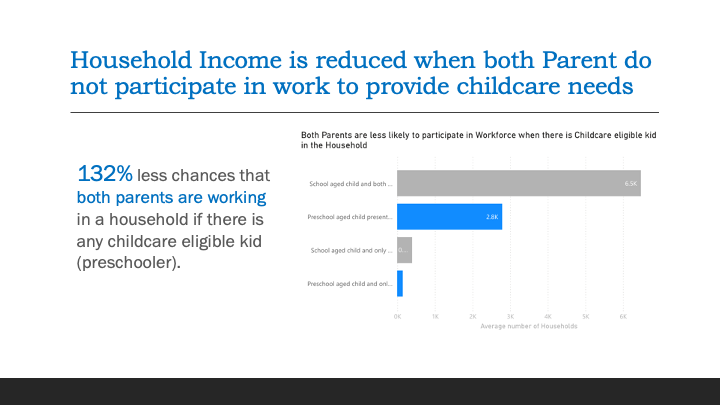 Household Income is reduced when both Parent do
not participate in work to provide childcare needs
132% less chances that
both parents are working
in a household if there is
any childcare eligible kid
(preschooler).
Both Parents are less likely to participate in Workforce when there is Childcare eligible kid
in the Household
School aged child and both ...
6.5K
Preschool aged child present...
2.8K
School aged child and only ...
0...
Preschool aged child and onl...
0K 1K 2K 3K 4K 5K 6K
Average number of Households